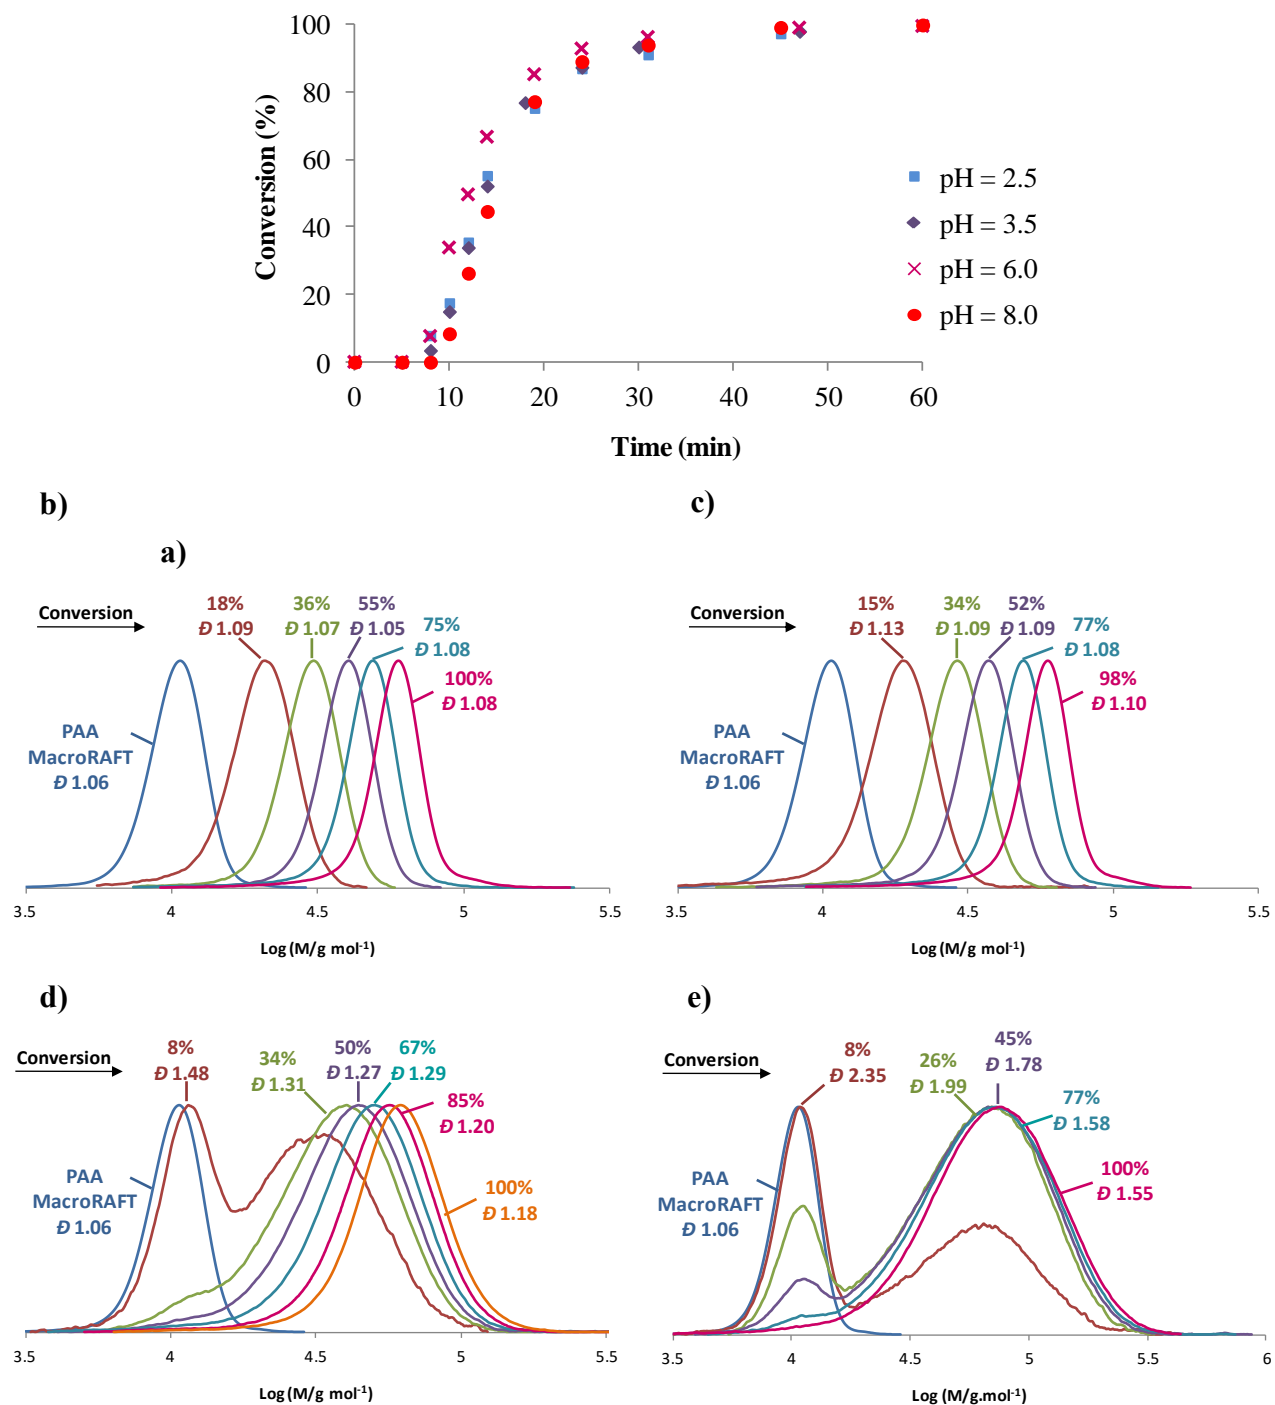 100
80
60
40
20
0
Conversion (%)
0 10 20 30 40 50 60
Time (min)
pH = 2.5
pH = 3.5
pH = 6.0
pH = 8.0
b)
a)
Conversion
18%
Đ 1.09
36%
Đ 1.07
55%
Đ 1.05
75%
Đ 1.08
100%
Đ 1.08
PAA
MacroRAFT
Đ 1.06
3.5 4 4.5 5 5.5
Log (M/g mol⁻¹)
c)
Conversion
15%
Đ 1.13
34%
Đ 1.09
52%
Đ 1.09
77%
Đ 1.08
98%
Đ 1.10
PAA
MacroRAFT
Đ 1.06
3.5 4 4.5 5 5.5
Log (M/g mol⁻¹)
d)
Conversion
8%
Đ 1.48
34%
Đ 1.31
50%
Đ 1.27
67%
Đ 1.29
85%
Đ 1.20
100%
Đ 1.18
PAA
MacroRAFT
Đ 1.06
3.5 4 4.5 5 5.5
Log (M/g mol⁻¹)
e)
Conversion
8%
Đ 2.35
26%
Đ 1.99
45%
Đ 1.78
77%
Đ 1.58
100%
Đ 1.55
PAA
MacroRAFT
Đ 1.06
3.5 4 4.5 5 5.5 6
Log (M/g.mol⁻¹)